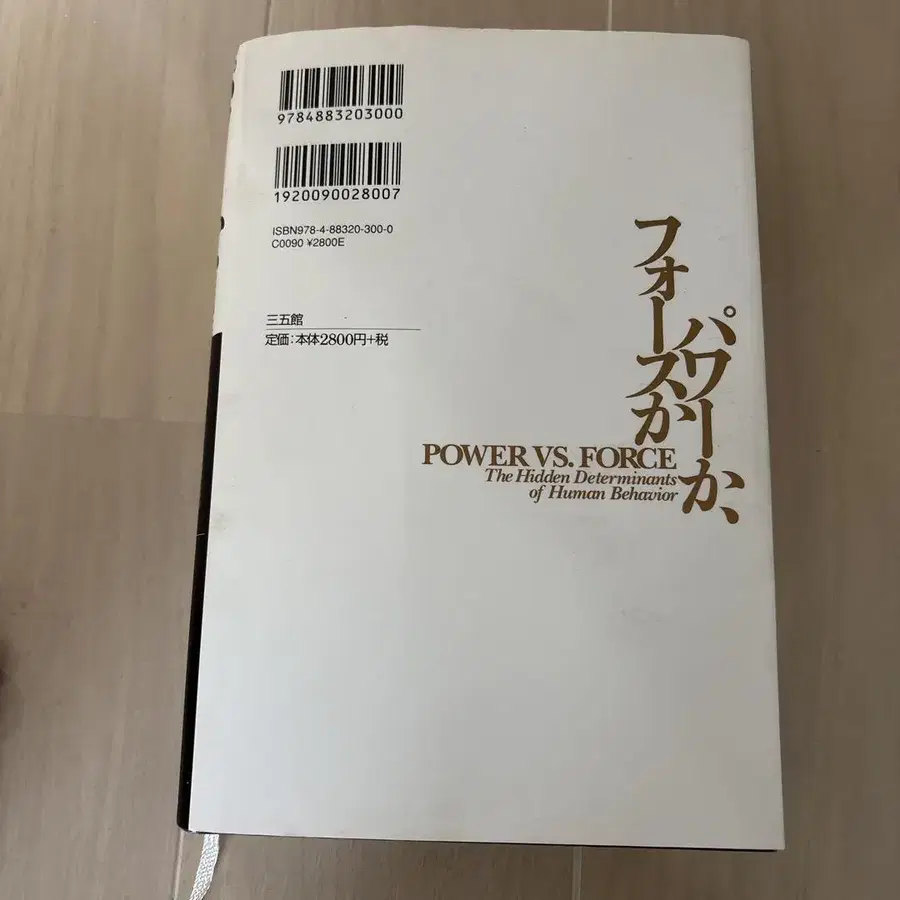 9784883203000
1920090028007
ISBN978-4-88320-300-0
C0090 ¥2800E
三五館
定価：本体2800円+税
パワーか、
フォースか
POWER VS. FORCE
The Hidden Determinants
of Human Behavior